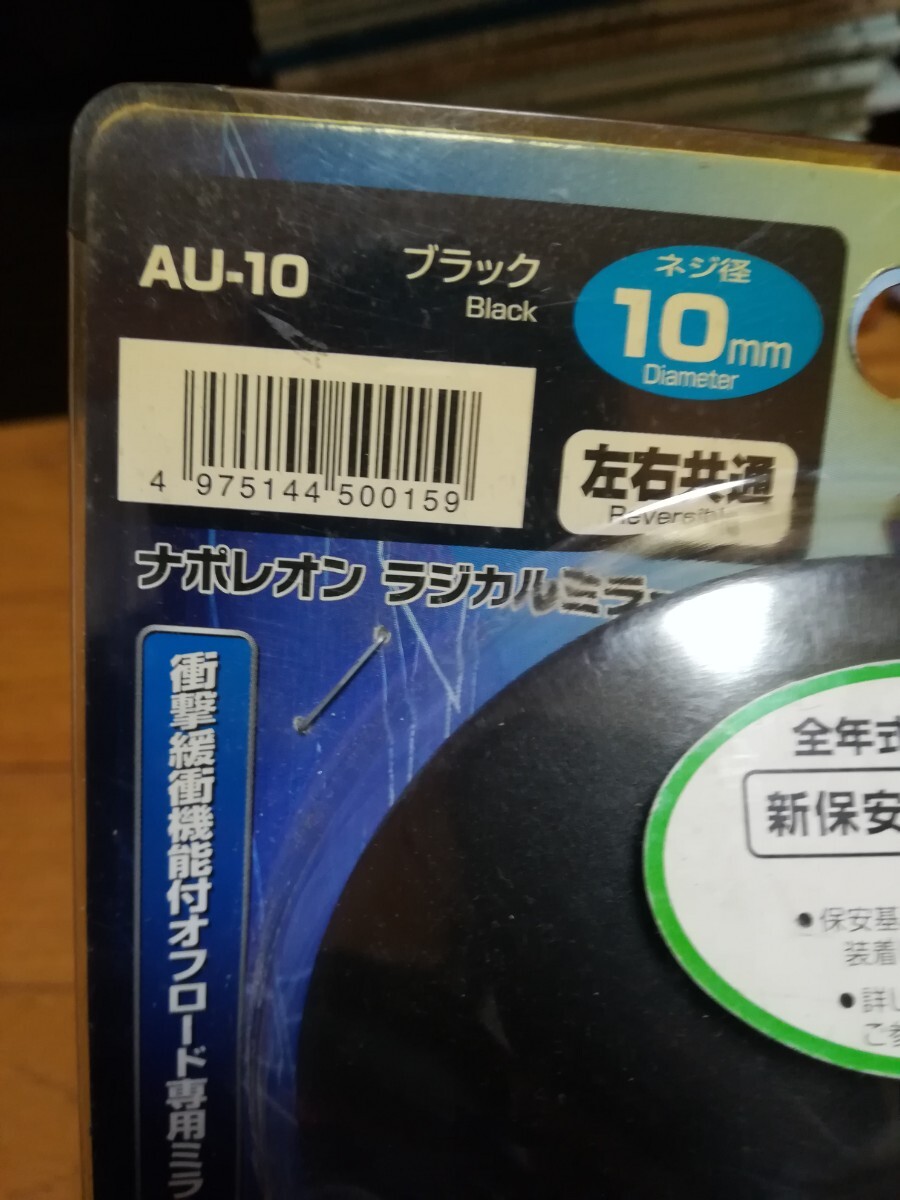 AU-10
ブラック
Black
ネジ径
10mm
Diameter
左右共通
Reversible
4 975144 500159
ナポレオン ラジカルミラー
衝撃緩衝機能付オフロード専用ミラ
全年式
新保安
●保安基
装着
●詳し
ご参